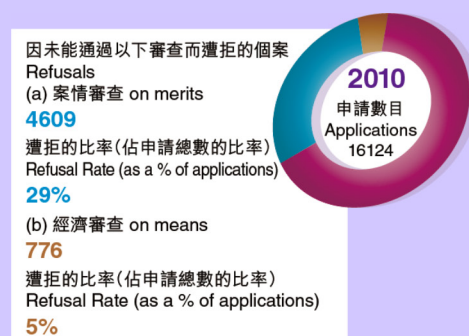 因未能通過以下審查而遭拒的個案
Refusals
(a) 案情審查 on merits
4609
遭拒的比率(佔申請總數的比率)
Refusal Rate (as a % of applications)
29%
(b) 經濟審查 on means
776
遭拒的比率(佔申請總數的比率)
Refusal Rate (as a % of applications)
5%
2010
申請數目
Applications
16124